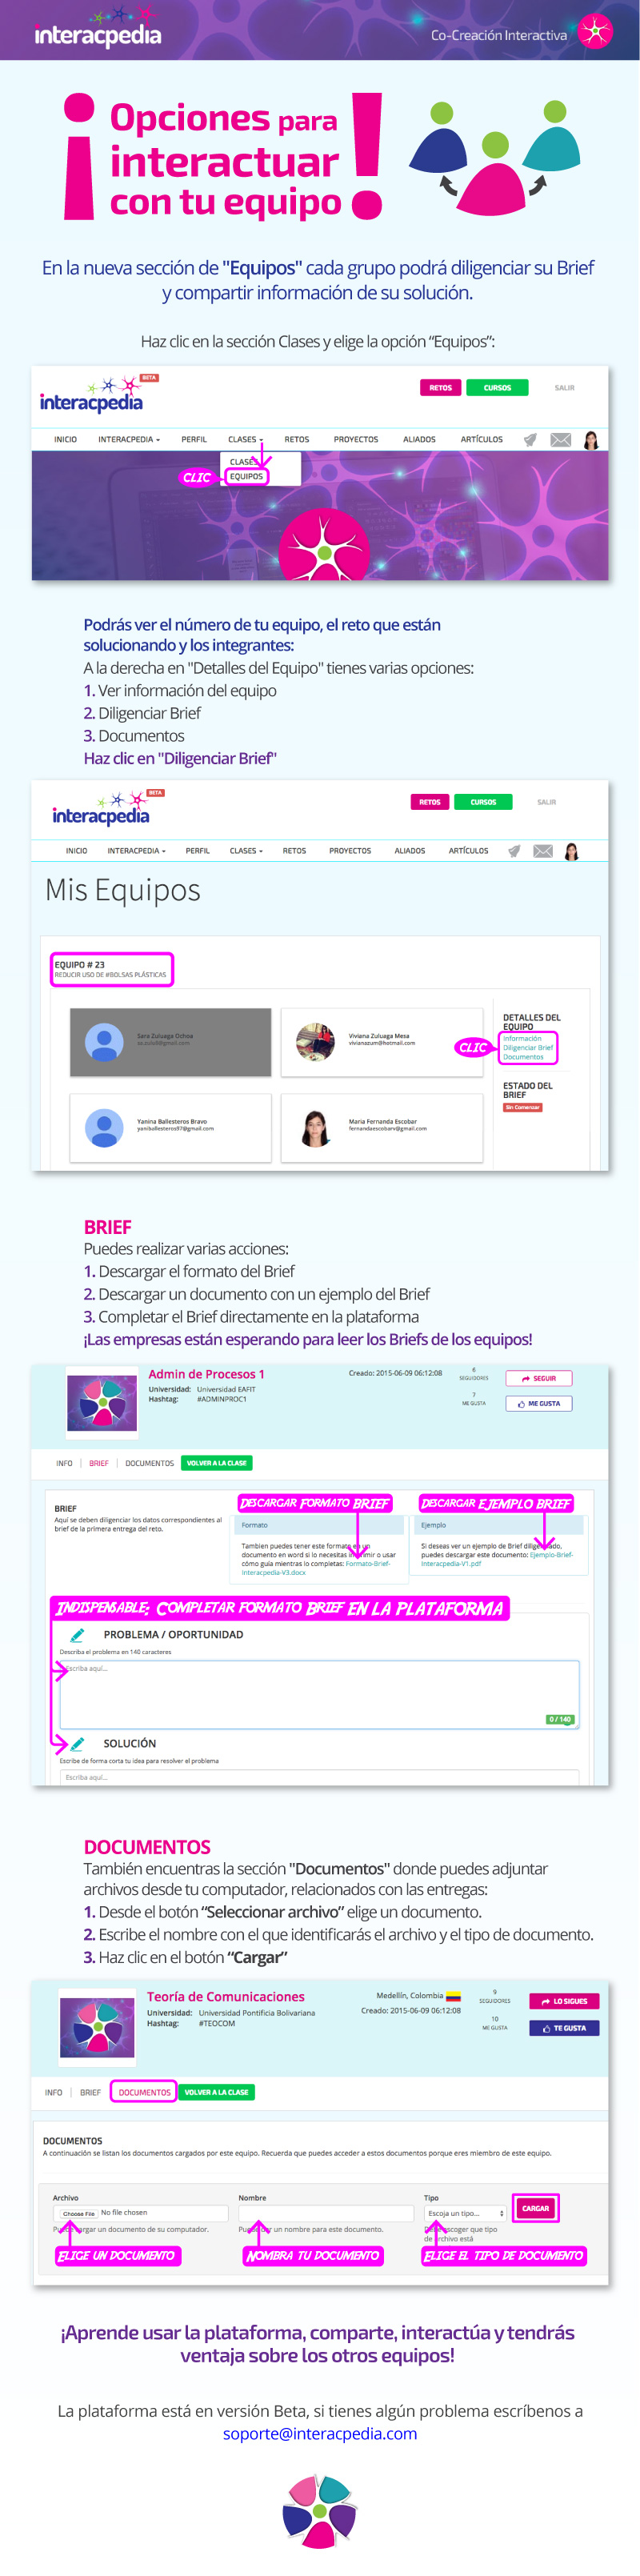 interacpedia
Co-Creación Interactiva
¡Opciones para
interactuar
con tu equipo!
En la nueva sección de "Equipos" cada grupo podrá diligenciar su Brief
y compartir información de su solución.
Haz clic en la sección Clases y elige la opción “Equipos”:
BETA
interacpedia
RETOS CURSOS SALIR
INICIO INTERACPEDIA PERFIL CLASES RETOS PROYECTOS ALIADOS ARTÍCULOS
CLASES
CLIC EQUIPOS
Podrás ver el número de tu equipo, el reto que están
solucionando y los integrantes:
A la derecha en "Detalles del Equipo" tienes varias opciones:
1. Ver información del equipo
2. Diligenciar Brief
3. Documentos
Haz clic en "Diligenciar Brief"
BETA
interacpedia
RETOS CURSOS SALIR
INICIO INTERACPEDIA PERFIL CLASES RETOS PROYECTOS ALIADOS ARTÍCULOS
Mis Equipos
EQUIPO # 23
REDUCIR USO DE #BOLSAS PLÁSTICAS
Sara Zuluaga Ochoa
Viviana Zuluaga Mesa
vivianazum@hotmail.com
Yanina Ballesteros Bravo
yaniballesteros97@gmail.com
Maria Fernanda Escobar
fernandaescobarv@gmail.com
DETALLES DEL
EQUIPO
CLIC
Información
Diligenciar Brief
Documentos
ESTADO DEL
BRIEF
Sin Comenzar
BRIEF
Puedes realizar varias acciones:
1. Descargar el formato del Brief
2. Descargar un documento con un ejemplo del Brief
3. Completar el Brief directamente en la plataforma
¡Las empresas están esperando para leer los Briefs de los equipos!
Admin de Procesos 1
Universidad: Universidad EAFIT
Hashtag: #ADMINPROC1
Creado: 2015-06-09 06:12:08
6
SEGUIDORES
7
ME GUSTA
SEGUIR
ME GUSTA
INFO BRIEF DOCUMENTOS VOLVER A LA CLASE
BRIEF
Aquí se deben diligenciar los datos correspondientes al
brief de la primera entrega del reto.
DESCARGAR FORMATO BRIEF
Formato
Tambien puedes tener este formato en un
documento en word si lo necesitas imprimir o usar
cómo guía mientras lo completas: Formato-Brief-
Interacpedia-V3.docx
DESCARGAR EJEMPLO BRIEF
Ejemplo
Si deseas ver un ejemplo de Brief diligenciado,
puedes descargar este documento: Ejemplo-Brief-
Interacpedia-V1.pdf
INDISPENSABLE: COMPLETAR FORMATO BRIEF EN LA PLATAFORMA
PROBLEMA / OPORTUNIDAD
Describa el problema en 140 caracteres
Escriba aquí...
0 / 140
SOLUCIÓN
Escribe de forma corta tu idea para resolver el problema
Escriba aquí...
DOCUMENTOS
También encuentras la sección "Documentos" donde puedes adjuntar
archivos desde tu computador, relacionados con las entregas:
1. Desde el botón “Seleccionar archivo” elige un documento.
2. Escribe el nombre con el que identificarás el archivo y el tipo de documento.
3. Haz clic en el botón “Cargar”
Teoría de Comunicaciones
Universidad: Universidad Pontificia Bolivariana
Hashtag: #TEOCOM
Medellín, Colombia
Creado: 2015-06-09 06:12:08
9
SEGUIDORES
10
ME GUSTA
LO SIGUES
TE GUSTA
INFO BRIEF DOCUMENTOS VOLVER A LA CLASE
DOCUMENTOS
A continuación se listan los documentos cargados por este equipo. Recuerda que puedes acceder a estos documentos porque eres miembro de este equipo.
Archivo Nombre Tipo
Choose File No file chosen Escoja un tipo... CARGAR
cargar un documento de su computador.
un nombre para este documento.
escoger que tipo
de archivo está
ELIGE UN DOCUMENTO NOMBRA TU DOCUMENTO ELIGE EL TIPO DE DOCUMENTO
¡Aprende usar la plataforma, comparte, interactúa y tendrás
ventaja sobre los otros equipos!
La plataforma está en versión Beta, si tienes algún problema escríbenos a
soporte@interacpedia.com